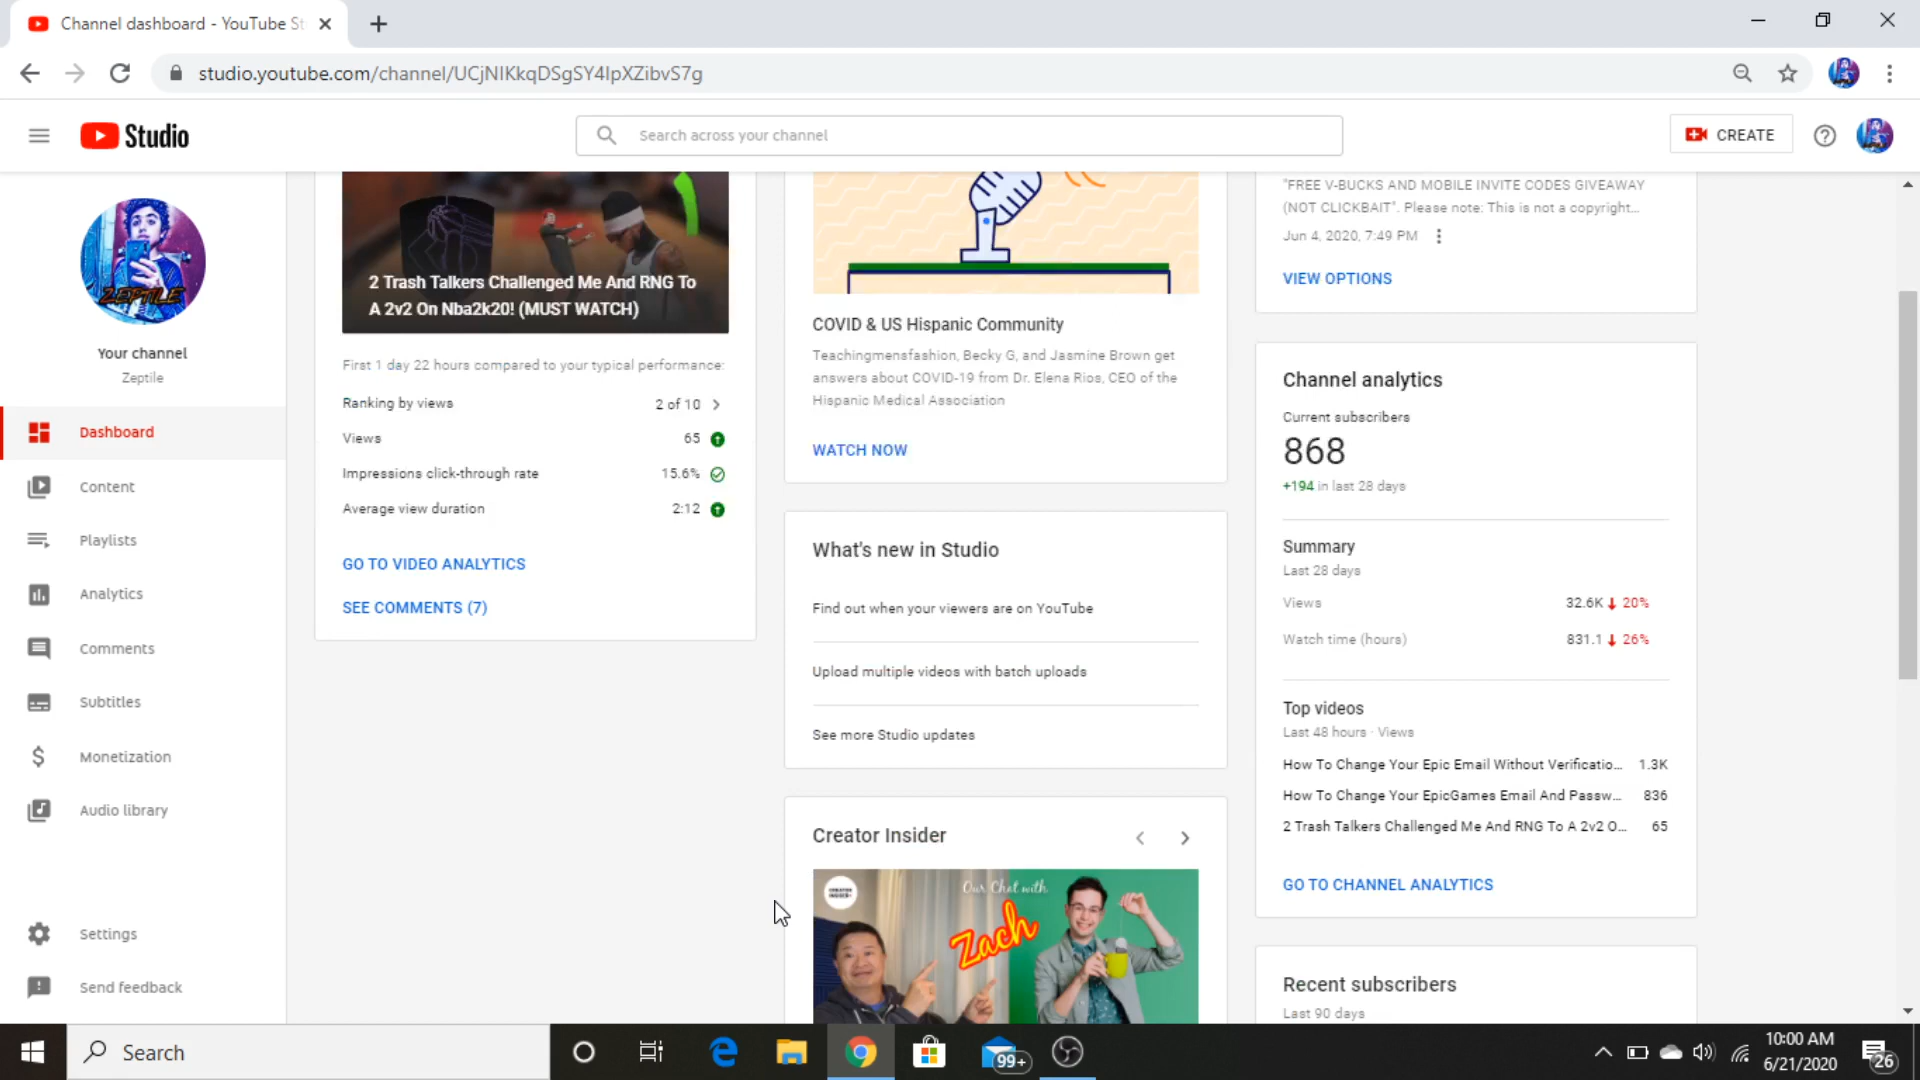 Channel dashboard - YouTube St
studio.youtube.com/channel/UCjNIKkqDSgSY4lpXZibvS7g
Studio
Search across your channel
CREATE
ZEPTILE
Your channel
Zeptile
Dashboard
Content
Playlists
Analytics
Comments
Subtitles
Monetization
Audio library
Settings
Send feedback
2 Trash Talkers Challenged Me And RNG To
A 2v2 On Nba2k20! (MUST WATCH)
First 1 day 22 hours compared to your typical performance:
Ranking by views 2 of 10
Views 65
Impressions click-through rate 15.6%
Average view duration 2:12
GO TO VIDEO ANALYTICS
SEE COMMENTS (7)
COVID & US Hispanic Community
Teachingmensfashion, Becky G, and Jasmine Brown get
answers about COVID-19 from Dr. Elena Rios, CEO of the
Hispanic Medical Association
WATCH NOW
What's new in Studio
Find out when your viewers are on YouTube
Upload multiple videos with batch uploads
See more Studio updates
Creator Insider
CREATOR
INSIDER
Our Chat with
Zach
"FREE V-BUCKS AND MOBILE INVITE CODES GIVEAWAY
(NOT CLICKBAIT". Please note: This is not a copyright...
Jun 4, 2020, 7:49 PM
VIEW OPTIONS
Channel analytics
Current subscribers
868
+194 in last 28 days
Summary
Last 28 days
Views 32.6K 20%
Watch time (hours) 831.1 26%
Top videos
Last 48 hours · Views
How To Change Your Epic Email Without Verificatio... 1.3K
How To Change Your EpicGames Email And Passw... 836
2 Trash Talkers Challenged Me And RNG To A 2v2 O... 65
GO TO CHANNEL ANALYTICS
Recent subscribers
Last 90 days
Search
99+
10:00 AM
6/21/2020
26